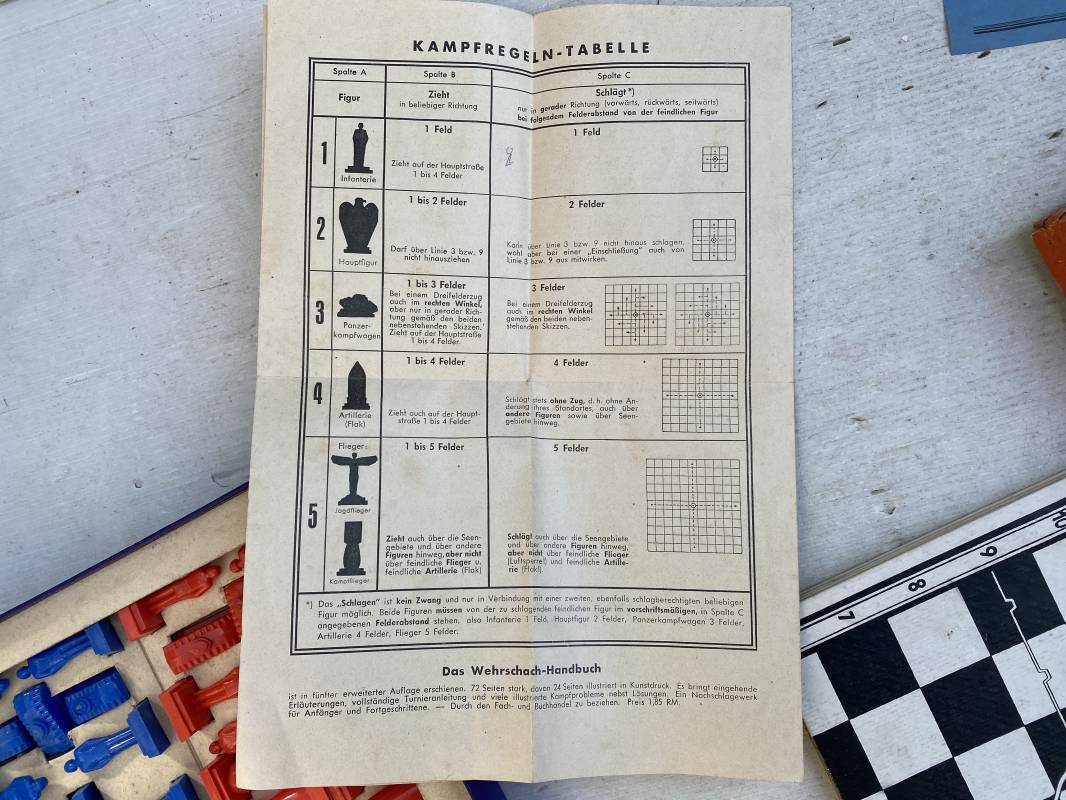 KAMPFREGELN-TABELLE
Spalte A
Spalte B
Spalte C
Figur
Zieht
in beliebiger Richtung
Schlägt *)
nur in gerader Richtung (vorwärts, rückwärts, seitwärts)
bei folgendem Felderabstand von der feindlichen Figur
1
Infanterie
1 Feld
Zieht auf der Hauptstraße
1 bis 4 Felder
1 Feld
2
Hauptfigur
1 bis 2 Felder
Darf über Linie 3 bzw. 9
nicht hinausziehen
2 Felder
Kann über Linie 3 bzw. 9 nicht hinaus schlagen,
wohl aber bei einer „Einschließung" auch von
Linie 3 bzw. 9 aus mitwirken.
3
Panzer-
kampfwagen
1 bis 3 Felder
Bei einem Dreifelderzug
auch im rechten Winkel,
aber nur in gerader Rich-
tung gemäß den beiden
nebenstehenden Skizzen.
Zieht auf der Hauptstraße
1 bis 4 Felder.
3 Felder
Bei einem Dreifelderzug
auch im rechten Winkel
gemäß den beiden neben-
stehenden Skizzen.
4
Artillerie
(Flak)
1 bis 4 Felder
Zieht auch auf der Haupt-
straße 1 bis 4 Felder
4 Felder
Schlägt stets ohne Zug, d. h. ohne An-
derung ihres Standortes, auch über
andere Figuren sowie über Seen-
gebiete hinweg.
5
Flieger:
Jagdflieger
Kampfflieger
1 bis 5 Felder
Zieht auch über die Seen-
gebiete und über andere
Figuren hinweg, aber nicht
über feindliche Flieger u.
feindliche Artillerie (Flak)
5 Felder
Schlägt auch über die Seengebiete
und über andere Figuren hinweg,
aber nicht über feindliche Flieger
(Luftsperre!) und feindliche Artille-
rie (Flak!).
*) Das „Schlagen" ist kein Zwang und nur in Verbindung mit einer zweiten, ebenfalls schlagberechtigten beliebigen
Figur möglich. Beide Figuren müssen von der zu schlagenden feindlichen Figur im vorschriftsmäßigen, in Spalte C
angegebenen Felderabstand stehen, also Infanterie 1 Feld, Hauptfigur 2 Felder, Panzerkampfwagen 3 Felder,
Artillerie 4 Felder, Flieger 5 Felder.
Das Wehrschach-Handbuch
ist in fünfter erweiterter Auflage erschienen. 72 Seiten stark, davon 24 Seiten illustriert in Kunstdruck. Es bringt eingehende
Erläuterungen, vollständige Turnieranleitung und viele illustrierte Kampfprobleme nebst Lösungen. Ein Nachschlagewerk
für Anfänger und Fortgeschrittene. — Durch den Fach- und Buchhandel zu beziehen. Preis 1,85 RM.
7
8
9